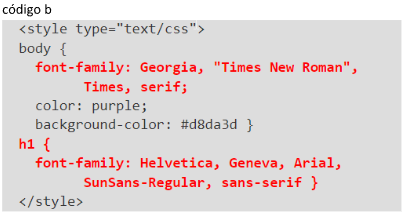 código b
<style type="text/css">
body {
font-family: Georgia, "Times New Roman",
Times, serif;
color: purple;
background-color: #d8da3d }
h1 {
font-family: Helvetica, Geneva, Arial,
SunSans-Regular, sans-serif }
</style>